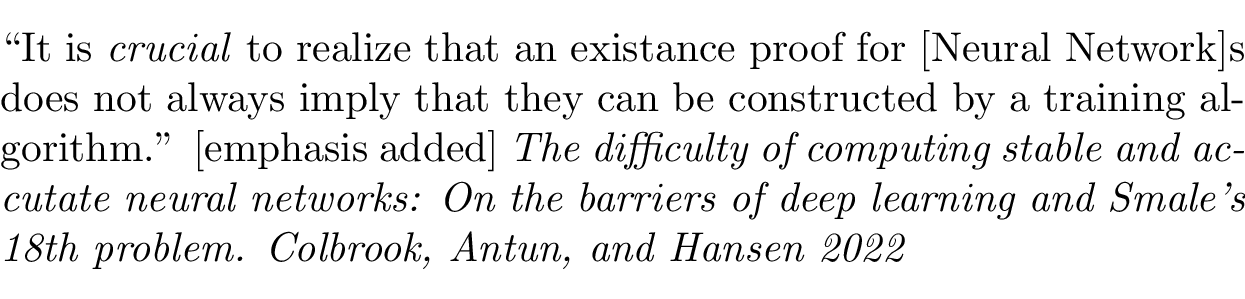 “It is crucial to realize that an existance proof for [Neural Network]s
does not always imply that they can be constructed by a training al-
gorithm.” [emphasis added] The difficulty of computing stable and ac-
cutate neural networks: On the barriers of deep learning and Smale’s
18th problem. Colbrook, Antun, and Hansen 2022